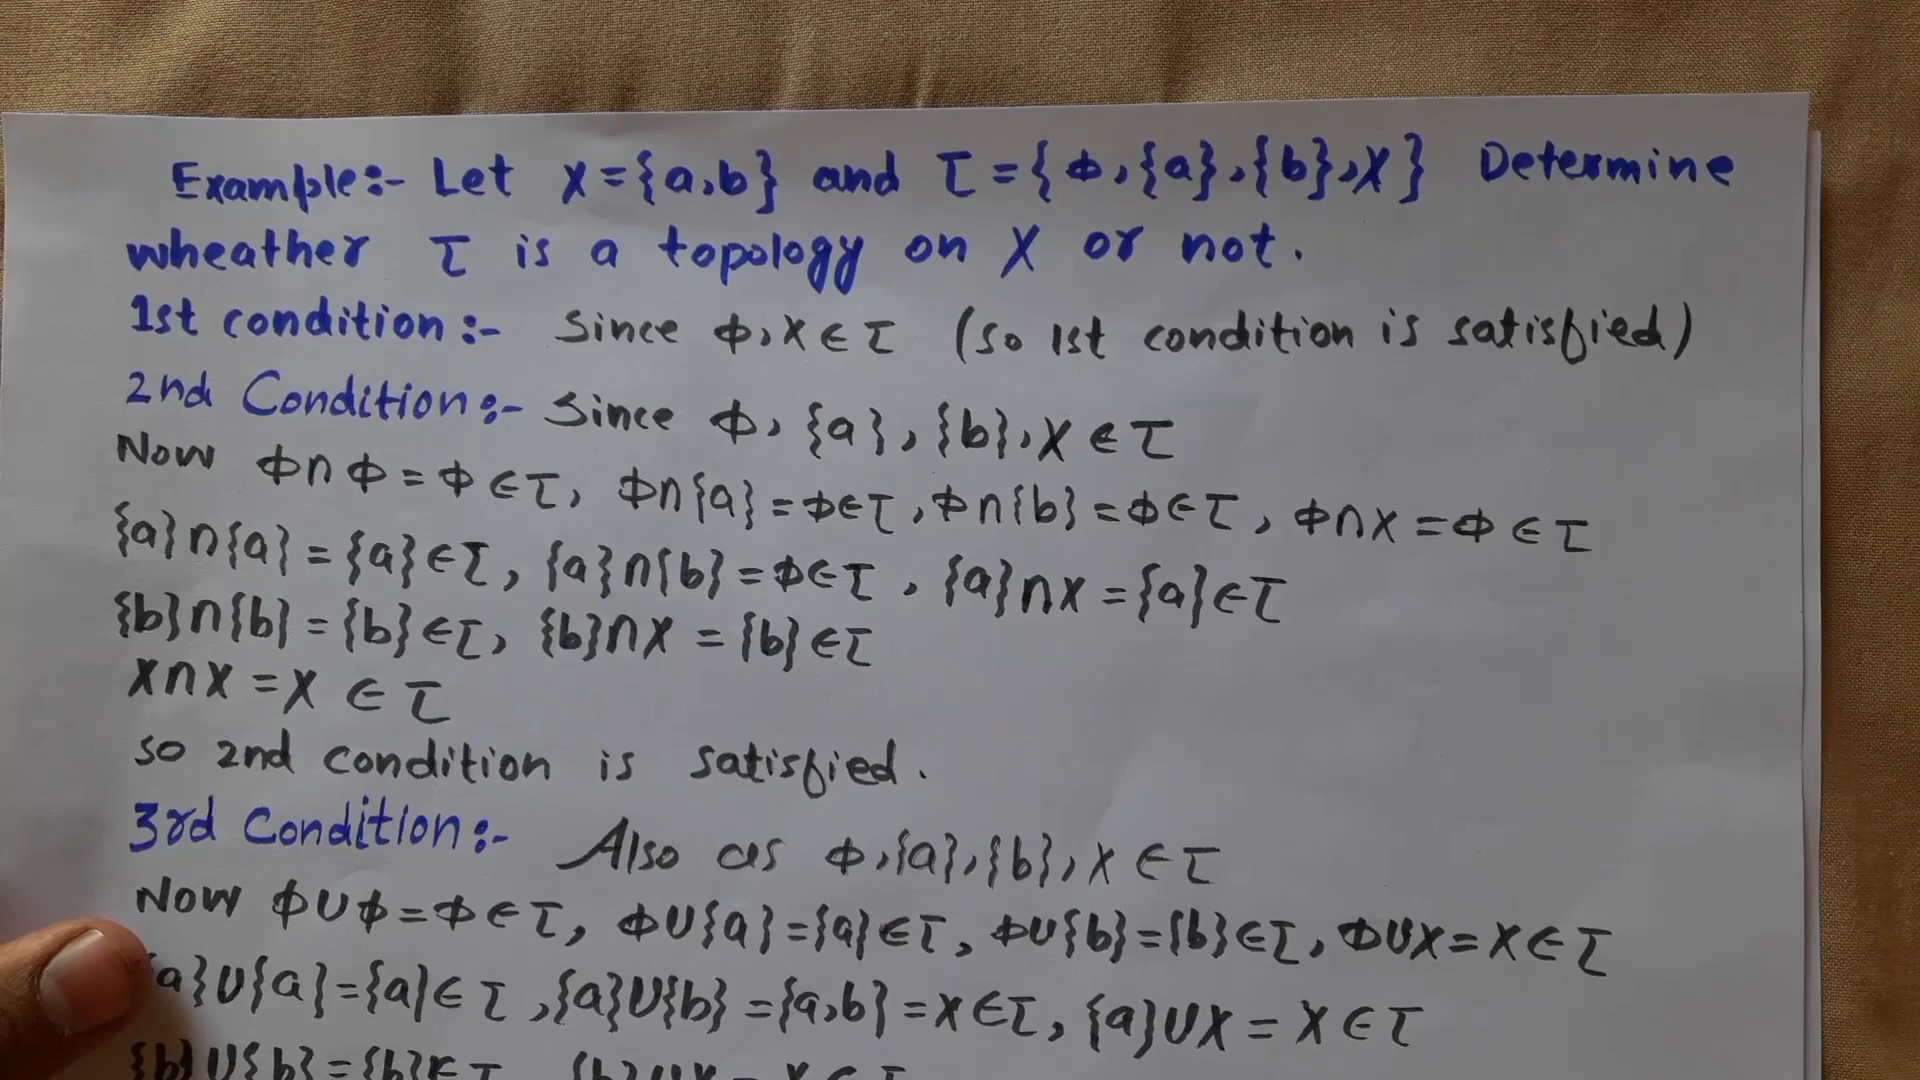 Example:- Let X={a,b} and τ={ϕ,{a},{b},X} Determine
wheather τ is a topology on X or not.
1st condition:- Since ϕ,X∈τ (so 1st condition is satisfied)
2nd Condition:- Since ϕ,{a},{b},X∈τ
Now ϕ∩ϕ=ϕ∈τ, ϕ∩{a}=ϕ∈τ, ϕ∩{b}=ϕ∈τ, ϕ∩X=ϕ∈τ
{a}∩{a}={a}∈τ, {a}∩{b}=ϕ∈τ, {a}∩X={a}∈τ
{b}∩{b}={b}∈τ, {b}∩X={b}∈τ
X∩X=X∈τ
so 2nd condition is satisfied.
3rd Condition:- Also as ϕ,{a},{b},X∈τ
Now ϕ∪ϕ=ϕ∈τ, ϕ∪{a}={a}∈τ, ϕ∪{b}={b}∈τ, ϕ∪X=X∈τ
{a}∪{a}={a}∈τ, {a}∪{b}={a,b}=X∈τ, {a}∪X=X∈τ
{b}∪{b}={b}∈τ, {b}∪X=X∈τ